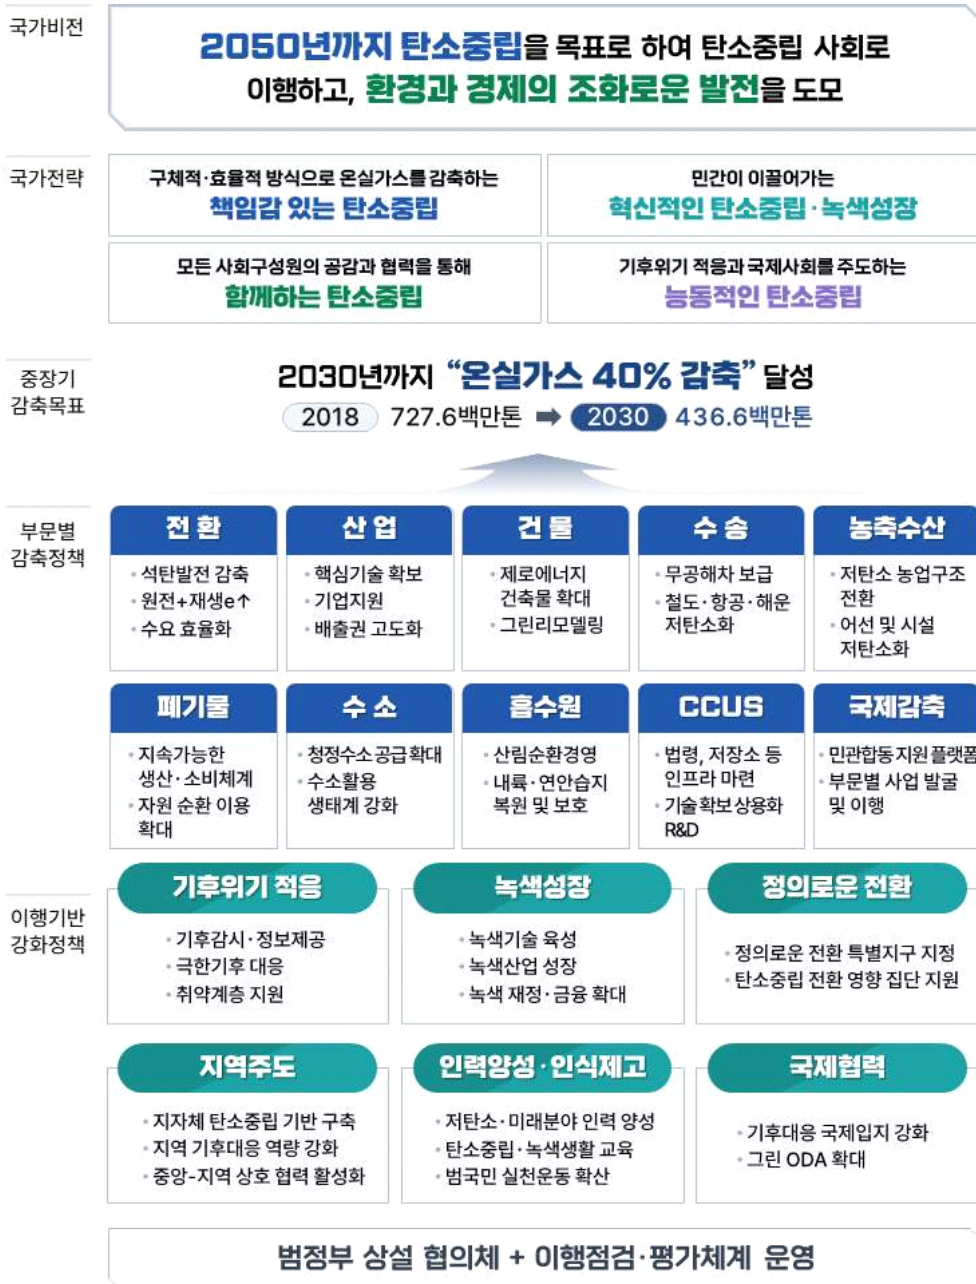 국가비전
2050년까지 탄소중립을 목표로 하여 탄소중립 사회로
이행하고, 환경과 경제의 조화로운 발전을 도모
국가전략
구체적·효율적 방식으로 온실가스를 감축하는
책임감 있는 탄소중립
민간이 이끌어가는
혁신적인 탄소중립·녹색성장
모든 사회구성원의 공감과 협력을 통해
함께하는 탄소중립
기후위기 적응과 국제사회를 주도하는
능동적인 탄소중립
중장기
감축목표
2030년까지 “온실가스 40% 감축” 달성
2018 727.6백만톤 ➡ 2030 436.6백만톤
부문별
감축정책
전 환
· 석탄발전 감축
· 원전+재생e↑
· 수요 효율화
산 업
· 핵심기술 확보
· 기업지원
· 배출권 고도화
건 물
· 제로에너지
건축물 확대
· 그린리모델링
수 송
· 무공해차 보급
· 철도·항공·해운
저탄소화
농축수산
· 저탄소 농업구조
전환
· 어선 및 시설
저탄소화
폐기물
· 지속가능한
생산·소비체계
· 자원 순환 이용
확대
수 소
· 청정수소 공급 확대
· 수소활용
생태계 강화
흡수원
· 산림순환경영
· 내륙·연안습지
복원 및 보호
CCUS
· 법령, 저장소 등
인프라 마련
· 기술확보 상용화
R&D
국제감축
· 민관합동 지원 플랫폼
· 부문별 사업 발굴
및 이행
이행기반
강화정책
기후위기 적응
· 기후감시·정보제공
· 극한기후 대응
· 취약계층 지원
녹색성장
· 녹색기술 육성
· 녹색산업 성장
· 녹색 재정·금융 확대
정의로운 전환
· 정의로운 전환 특별지구 지정
· 탄소중립 전환 영향 집단 지원
지역주도
· 지자체 탄소중립 기반 구축
· 지역 기후대응 역량 강화
· 중앙-지역 상호 협력 활성화
인력양성·인식제고
· 저탄소·미래분야 인력 양성
· 탄소중립·녹색생활 교육
· 범국민 실천운동 확산
국제협력
· 기후대응 국제입지 강화
· 그린 ODA 확대
범정부 상설 협의체 + 이행점검·평가체계 운영